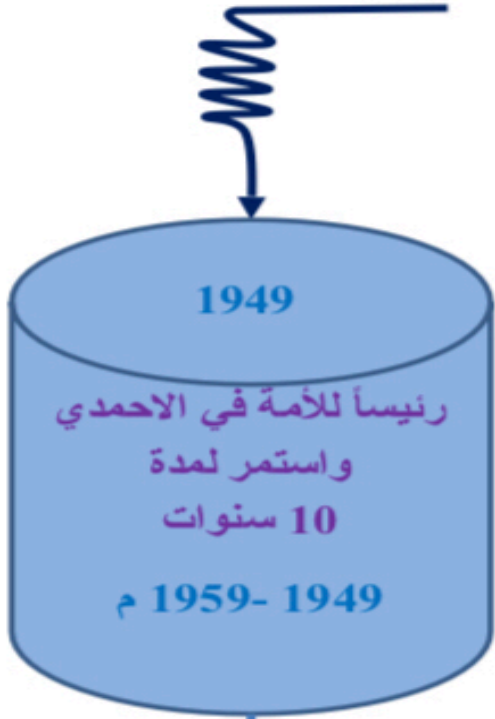 1949
رئيساً للأمة في الاحمدي
واستمر لمدة
10 سنوات
1949 -1959 م